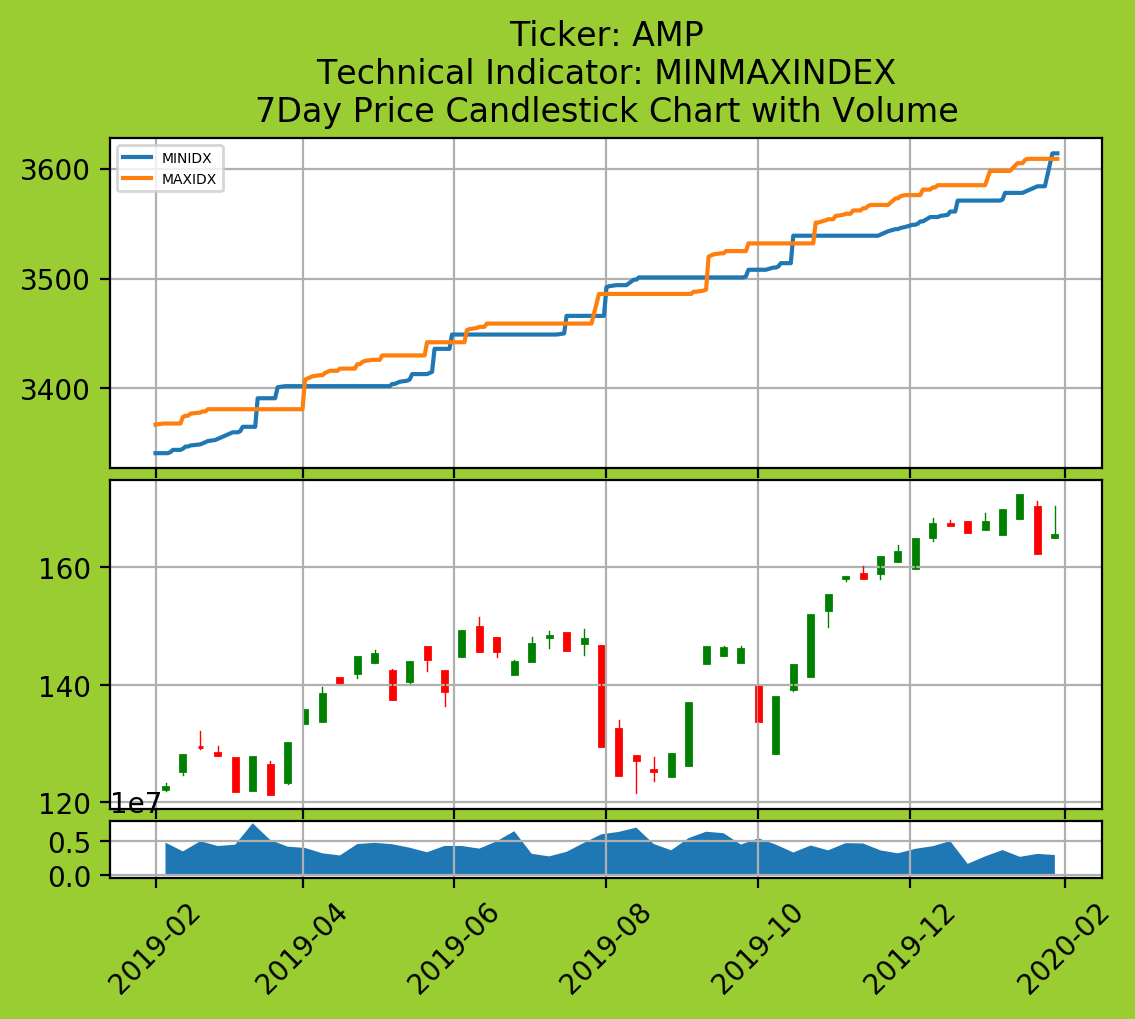 Ticker: AMP
Technical Indicator: MINMAXINDEX
7Day Price Candlestick Chart with Volume
MINIDX
MAXIDX
3600
3500
3400
160
140
120
1e7
0.5
0.0
2019-02
2019-04
2019-06
2019-08
2019-10
2019-12
2020-02